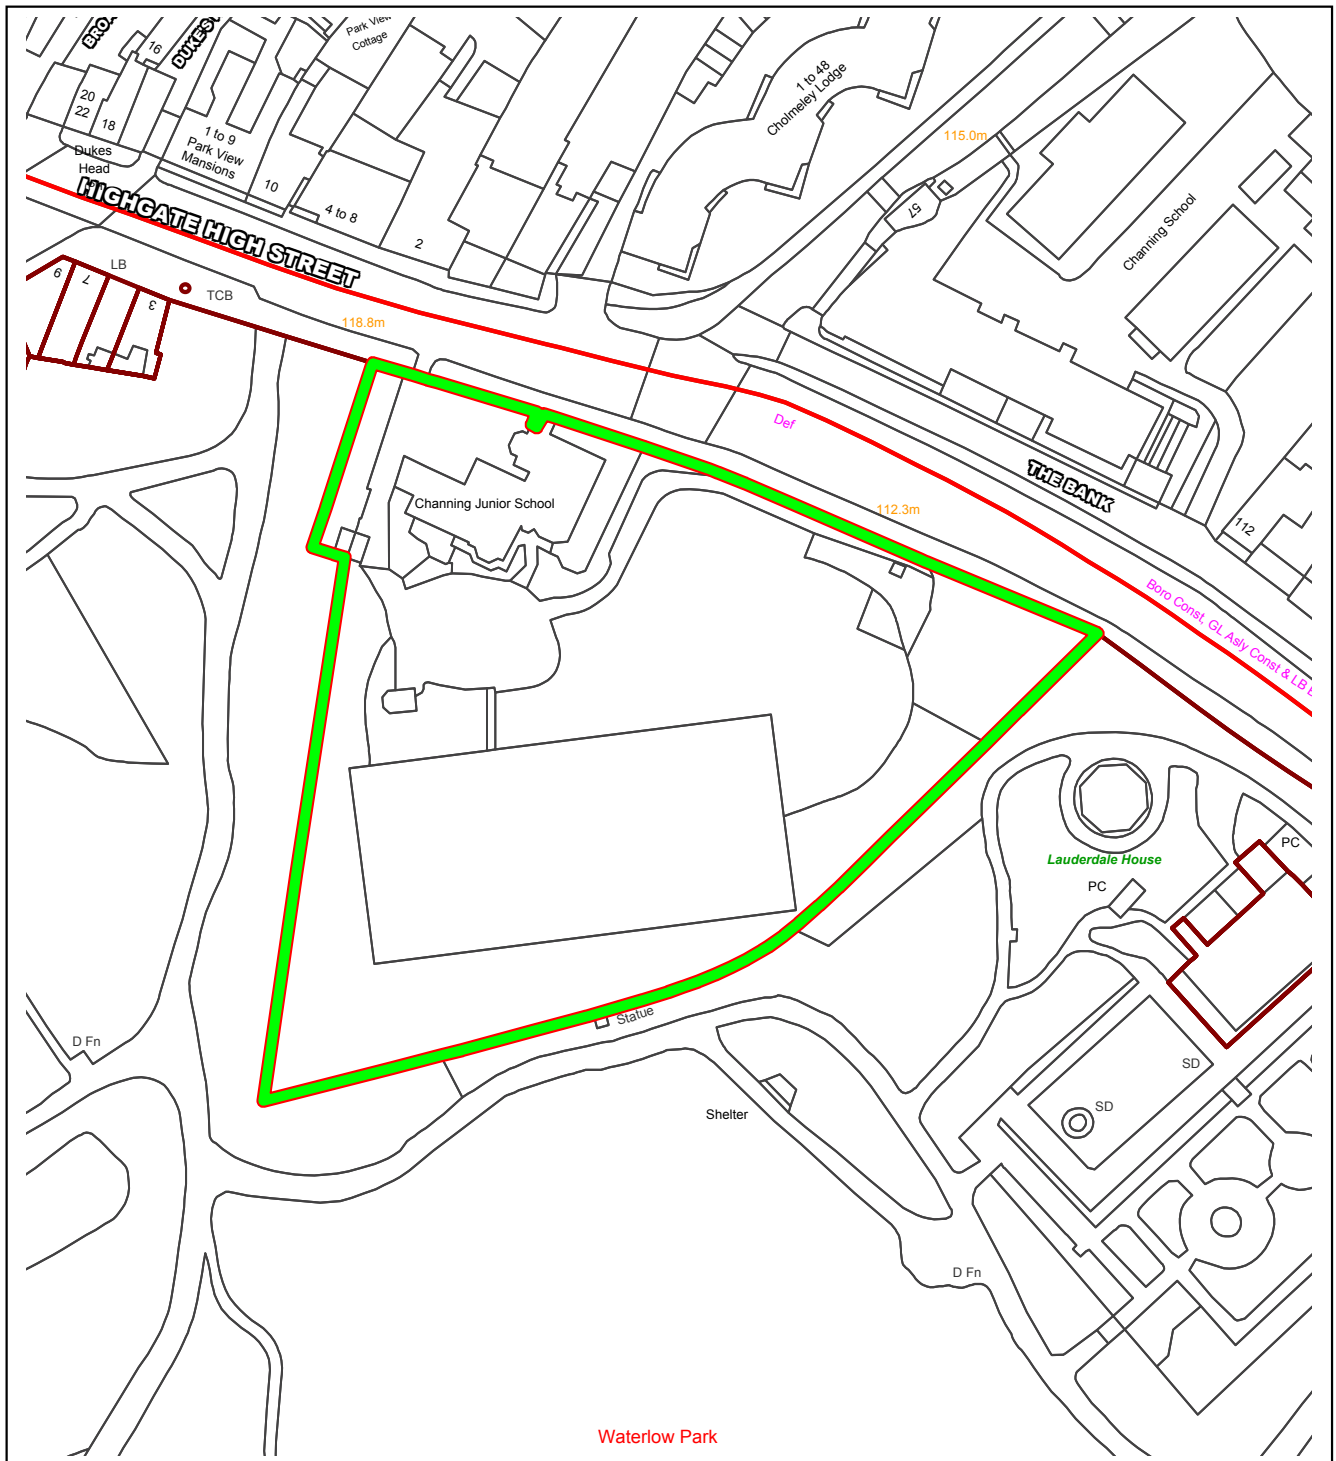 BROA
16
DUKE'S
Park View
Cottage
20
22
18
1 to 9
Park View
Mansions
Dukes
Head
10
4 to 8
2
1 to 48
Cholmeley Lodge
115.0m
57
Channing School
HIGHGATE HIGH STREET
LB
TCB
9
7
3
118.8m
Def
THE BANK
112
Channing Junior School
112.3m
Boro Const, GL Asly Const & LB B
Lauderdale House
PC
PC
Statue
D Fn
Shelter
SD
SD
D Fn
Waterlow Park